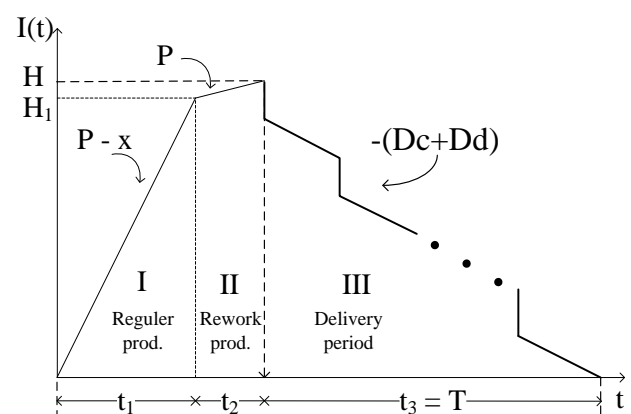 I(t)
P
H
H1
P - x
-(Dc+Dd)
I
II
III
Reguler
prod.
Rework
prod.
Delivery
period
t
t1
t2
t3 = T